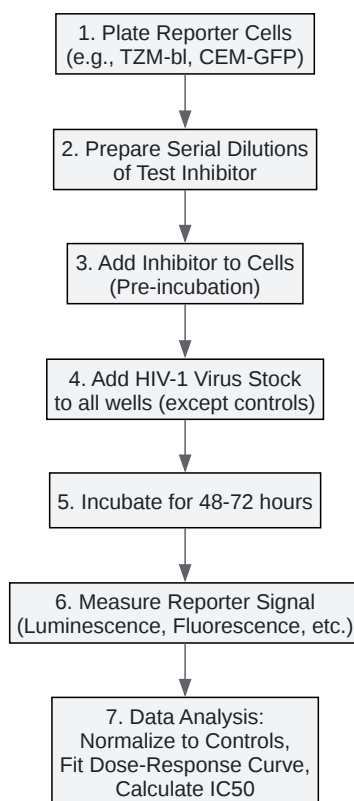 1. Plate Reporter Cells
(e.g., TZM-bl, CEM-GFP)
2. Prepare Serial Dilutions
of Test Inhibitor
3. Add Inhibitor to Cells
(Pre-incubation)
4. Add HIV-1 Virus Stock
to all wells (except controls)
5. Incubate for 48-72 hours
6. Measure Reporter Signal
(Luminescence, Fluorescence, etc.)
7. Data Analysis:
Normalize to Controls,
Fit Dose-Response Curve,
Calculate IC50